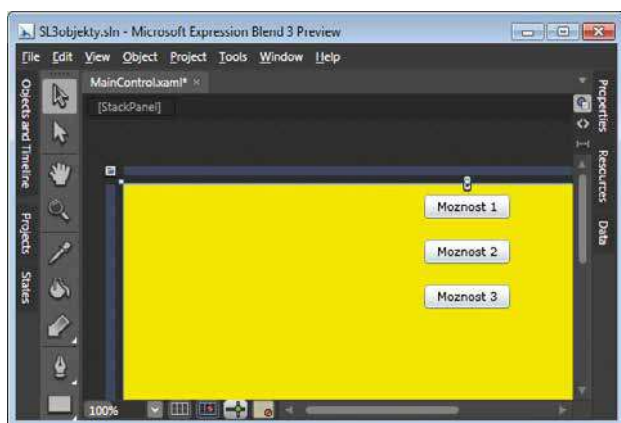 SL3objekty.sln - Microsoft Expression Blend 3 Preview
File Edit View Object Project Tools Window Help
MainControl.xaml* ×
[StackPanel]
Objects and Timeline
Projects
States
Properties
Resources
Data
Moznost 1
Moznost 2
Moznost 3
100%